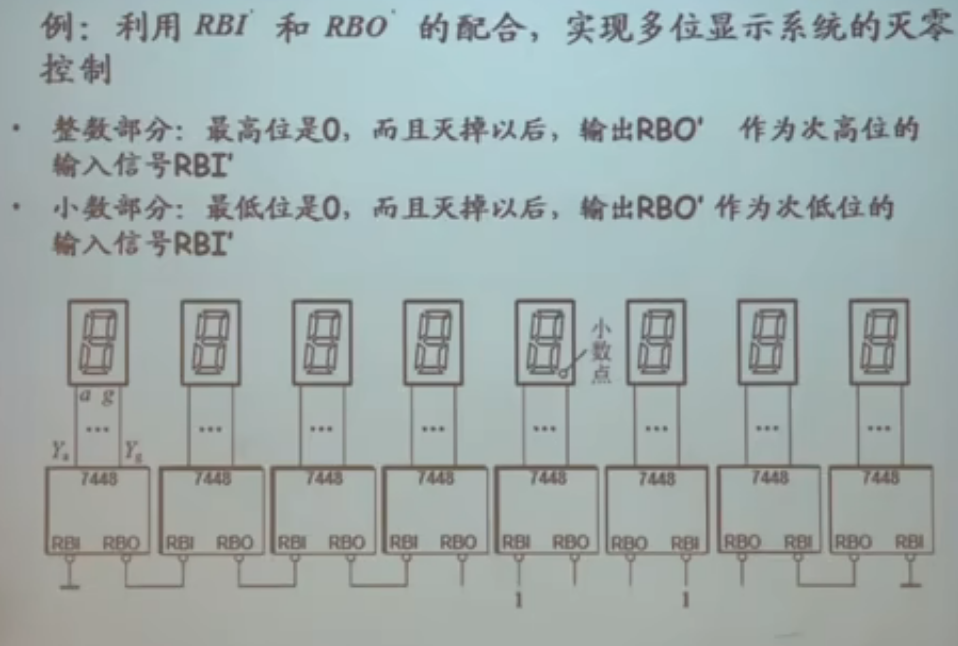 例：利用 RBI' 和 RBO' 的配合，实现多位显示系统的灭零
控制
· 整数部分：最高位是0，而且灭掉以后，输出RBO' 作为次高位的
输入信号RBI'
· 小数部分：最低位是0，而且灭掉以后，输出RBO' 作为次低位的
输入信号RBI'
小数点
a g
... ... ... ... ... ... ... ...
Ya Yg
7448 7448 7448 7448 7448 7448 7448 7448
RBI RBO RBI RBO RBI RBO RBI RBO RBI RBO RBO RBI RBO RBI RBO RBI
1 1